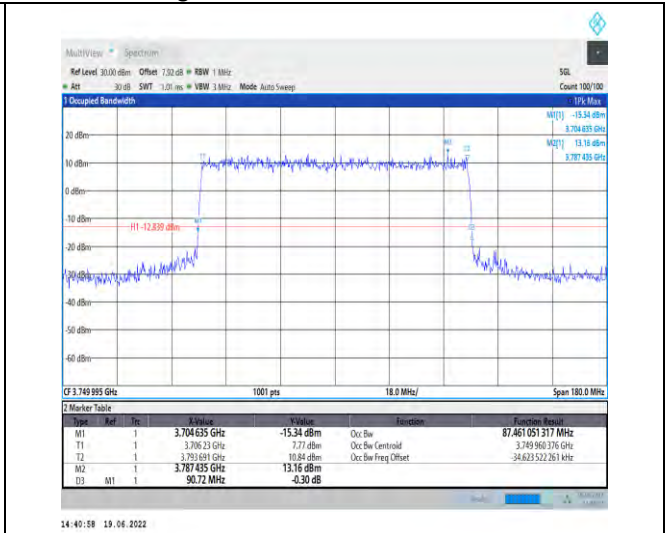 MultiView Spectrum
Ref Level 30.00 dBm Offset 7.92 dB RBW 1 MHz SGL
Att 30 dB SWT 1.01 ms VBW 3 MHz Mode Auto Sweep Count 100/100
1 Occupied Bandwidth 1Pk Max
M1[1] -15.34 dBm
3.704 635 GHz
20 dBm
M2[1] 13.16 dBm
3.787 435 GHz
10 dBm
0 dBm
-10 dBm
H1 -12.839 dBm
-20 dBm
-40 dBm
-50 dBm
-60 dBm
CF 3.749 995 GHz 1001 pts 18.0 MHz/ Span 180.0 MHz
2 Marker Table
Type Ref Trc X-Value Y-Value Function Function Result
M1 1 3.704 635 GHz -15.34 dBm Occ Bw 87.461 051 317 MHz
T1 1 3.706 23 GHz 7.77 dBm Occ Bw Centroid 3.749 960 376 GHz
T2 1 3.793 691 GHz 10.84 dBm Occ Bw Freq Offset -34.623 522 261 kHz
M2 1 3.787 435 GHz 13.16 dBm
D3 M1 1 90.72 MHz -0.30 dB
14:40:58 19.06.2022